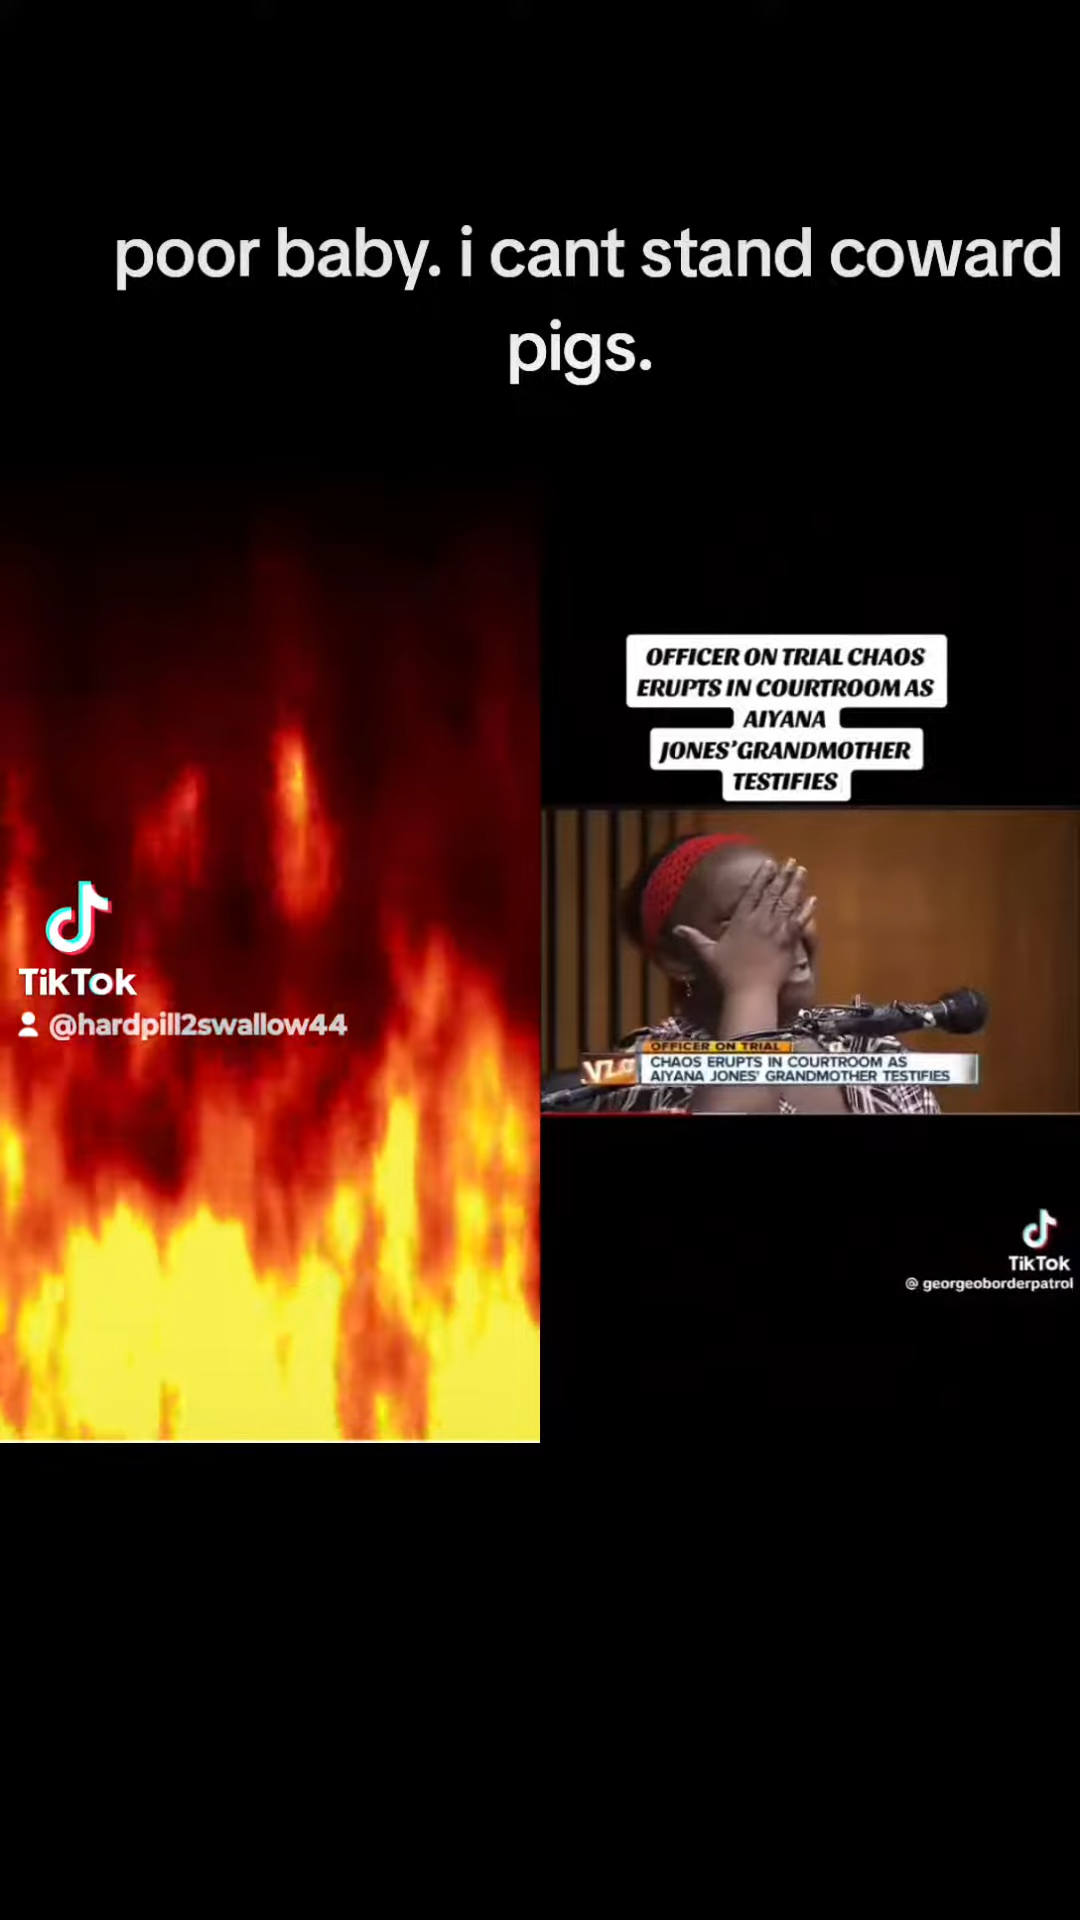 poor baby. i cant stand coward
pigs.
OFFICER ON TRIAL CHAOS
ERUPTS IN COURTROOM AS
AIYANA
JONES'GRANDMOTHER
TESTIFIES
TikTok
@hardpill2swallow44
OFFICER ON TRIAL
CHAOS ERUPTS IN COURTROOM AS
AIYANA JONES' GRANDMOTHER TESTIFIES
TikTok
@ georgeoborderpatrol